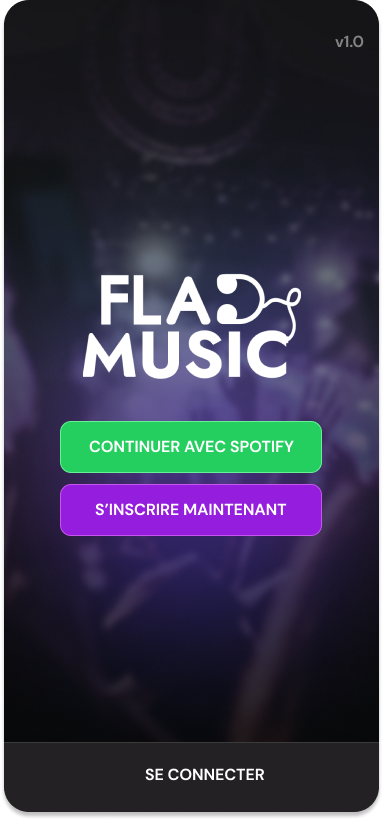 v1.0
FLAD
MUSIC
CONTINUER AVEC SPOTIFY
S’INSCRIRE MAINTENANT
SE CONNECTER